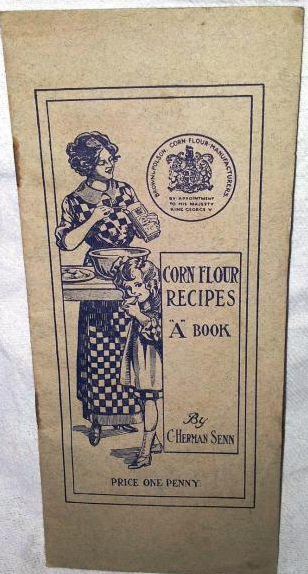 BROWN & POLSON, CORN FLOUR MANUFACTURERS,
BY APPOINTMENT
TO HIS MAJESTY
KING GEORGE V
CORN FLOUR
RECIPES
"A" BOOK
By
C. HERMAN SENN
PRICE ONE PENNY